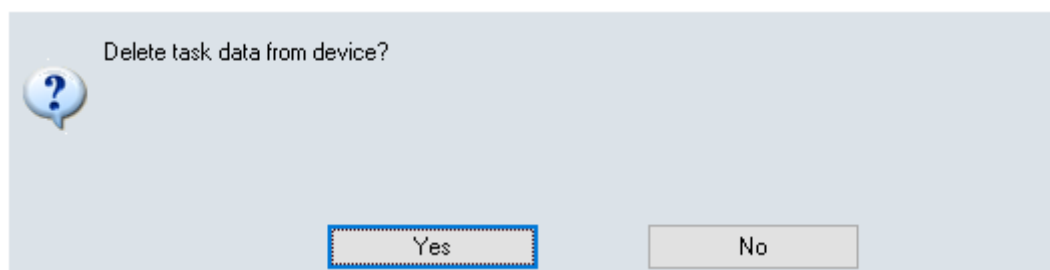 Delete task data from device?
Yes
No